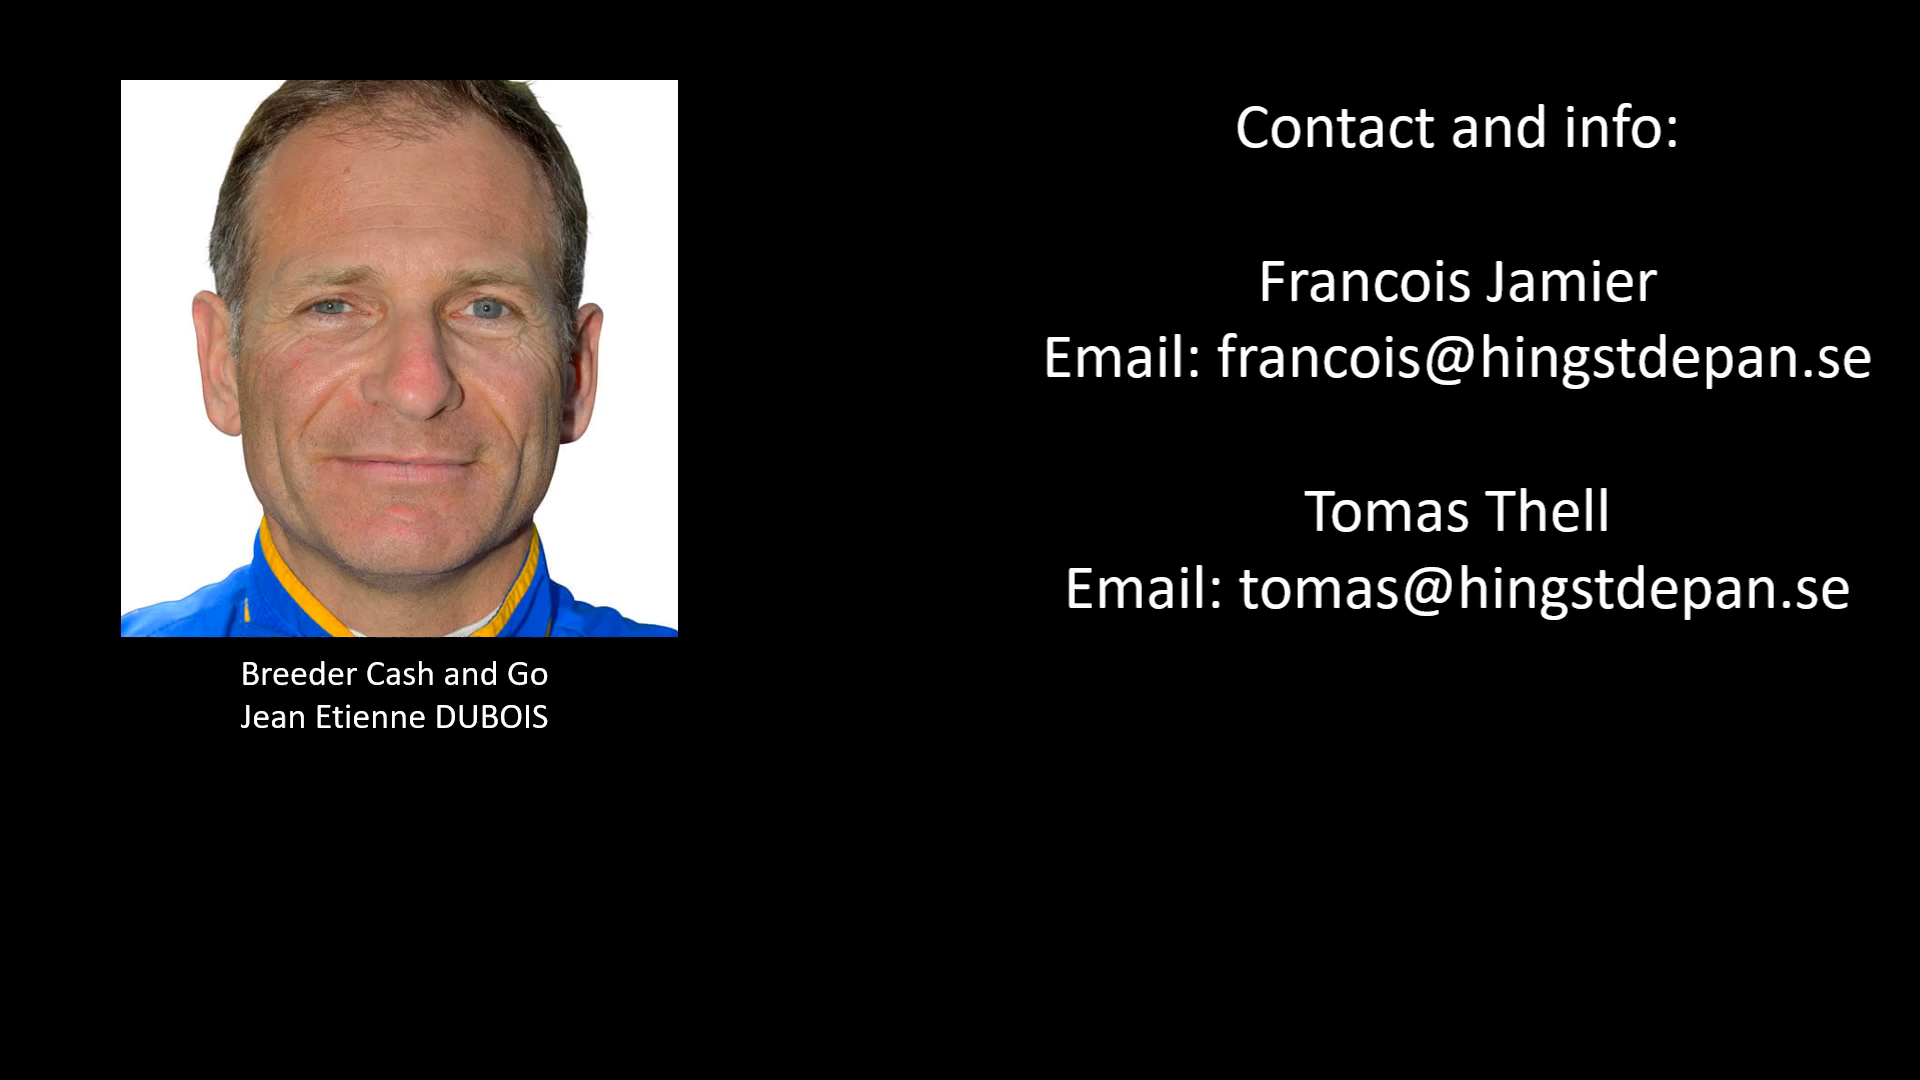 Breeder Cash and Go
Jean Etienne DUBOIS
Contact and info:
Francois Jamier
Email: francois@hingstdepan.se
Tomas Thell
Email: tomas@hingstdepan.se